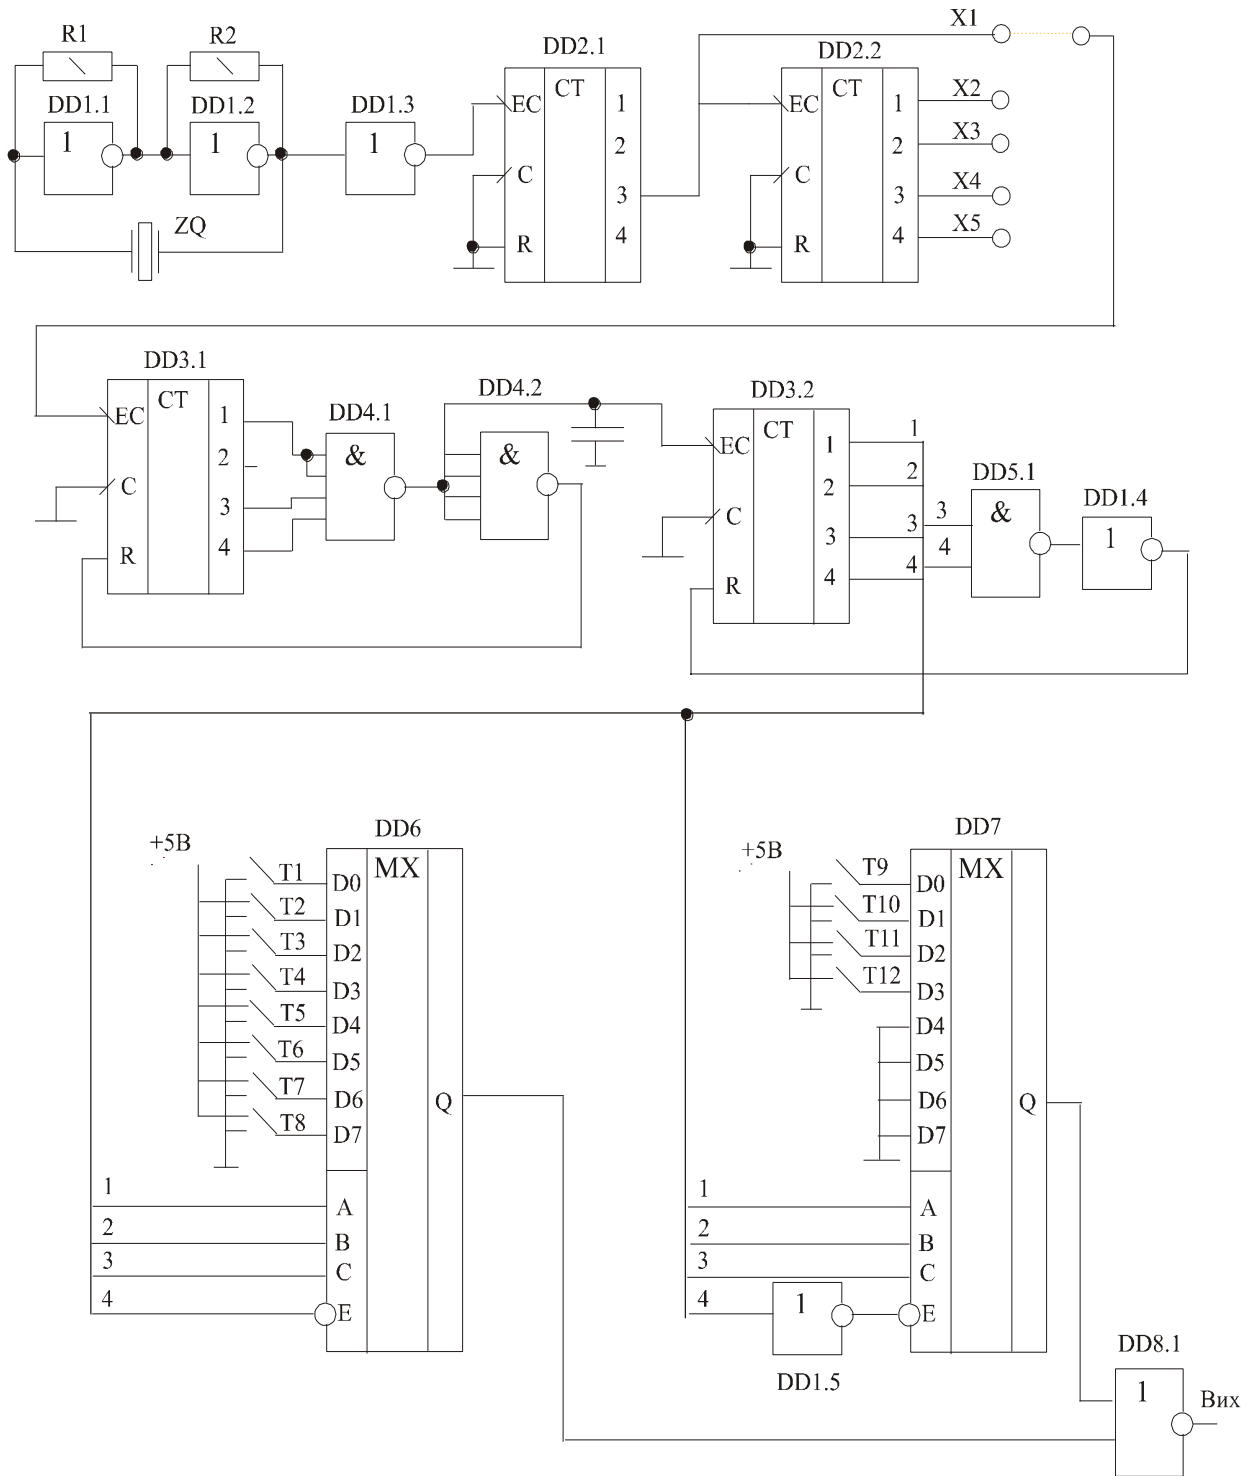 R1
R2
DD1.1
DD1.2
DD1.3
1
1
1
ZQ
DD2.1
EC
CT
C
R
1
2
3
4
DD2.2
EC
CT
C
R
1
2
3
4
X1
X2
X3
X4
X5
DD3.1
EC
CT
C
R
1
2
3
4
DD4.1
&
DD4.2
&
DD3.2
EC
CT
C
R
1
2
3
4
1
2
3
4
3
4
DD5.1
&
DD1.4
1
+5В
DD6
MX
T1
T2
T3
T4
T5
T6
T7
T8
D0
D1
D2
D3
D4
D5
D6
D7
Q
1
2
3
4
A
B
C
E
+5В
DD7
MX
T9
T10
T11
T12
D0
D1
D2
D3
D4
D5
D6
D7
Q
1
2
3
4
A
B
C
E
1
DD1.5
DD8.1
1
Вих